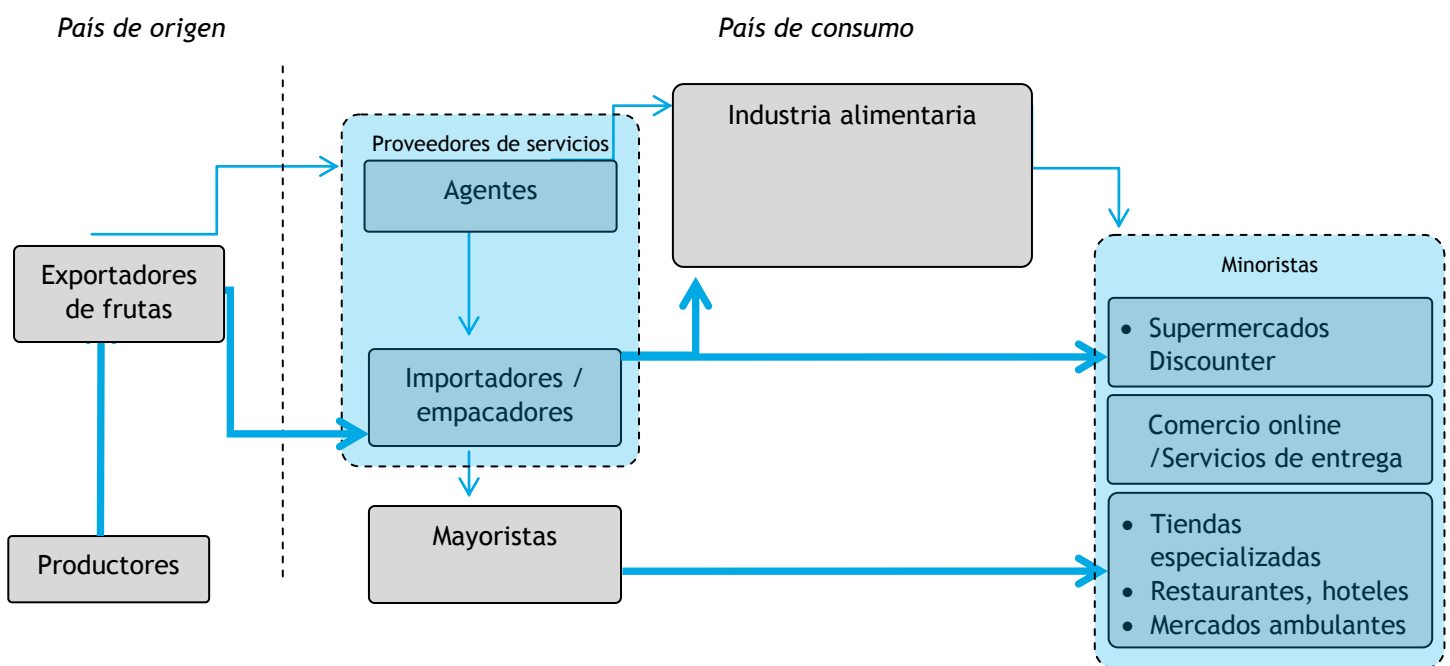 País de origen
País de consumo
Industria alimentaria
Proveedores de servicios
Agentes
Exportadores
de frutas
Importadores /
empacadores
Mayoristas
Productores
Minoristas
• Supermercados
Discounter
Comercio online
/Servicios de entrega
• Tiendas
especializadas
• Restaurantes, hoteles
• Mercados ambulantes